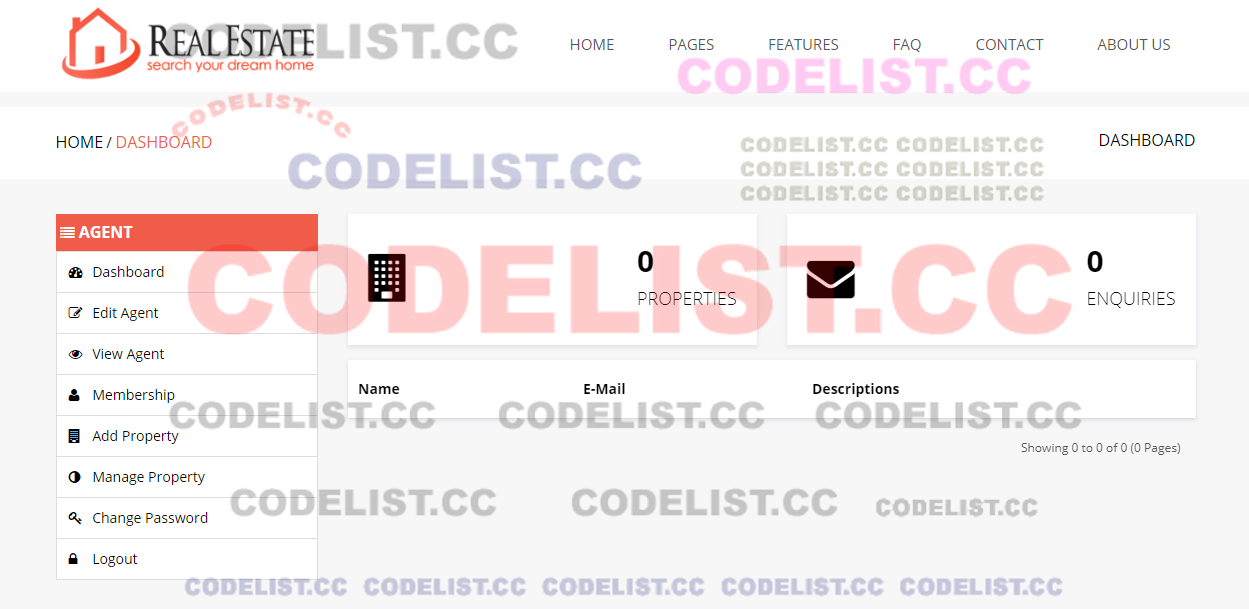 REAL ESTATE
search your dream home
CODELIST.CC
HOME PAGES FEATURES FAQ CONTACT ABOUT US
CODELIST.CC
CODELIST.CC
HOME / DASHBOARD
DASHBOARD
CODELIST.CC
CODELIST.CC CODELIST.CC
CODELIST.CC CODELIST.CC
CODELIST.CC CODELIST.CC
AGENT
Dashboard
Edit Agent
View Agent
Membership
Add Property
Manage Property
Change Password
Logout
0
PROPERTIES
0
ENQUIRIES
CODELIST.CC
Name E-Mail Descriptions
CODELIST.CC CODELIST.CC CODELIST.CC
Showing 0 to 0 of 0 (0 Pages)
CODELIST.CC CODELIST.CC CODELIST.CC
CODELIST.CC CODELIST.CC CODELIST.CC CODELIST.CC CODELIST.CC